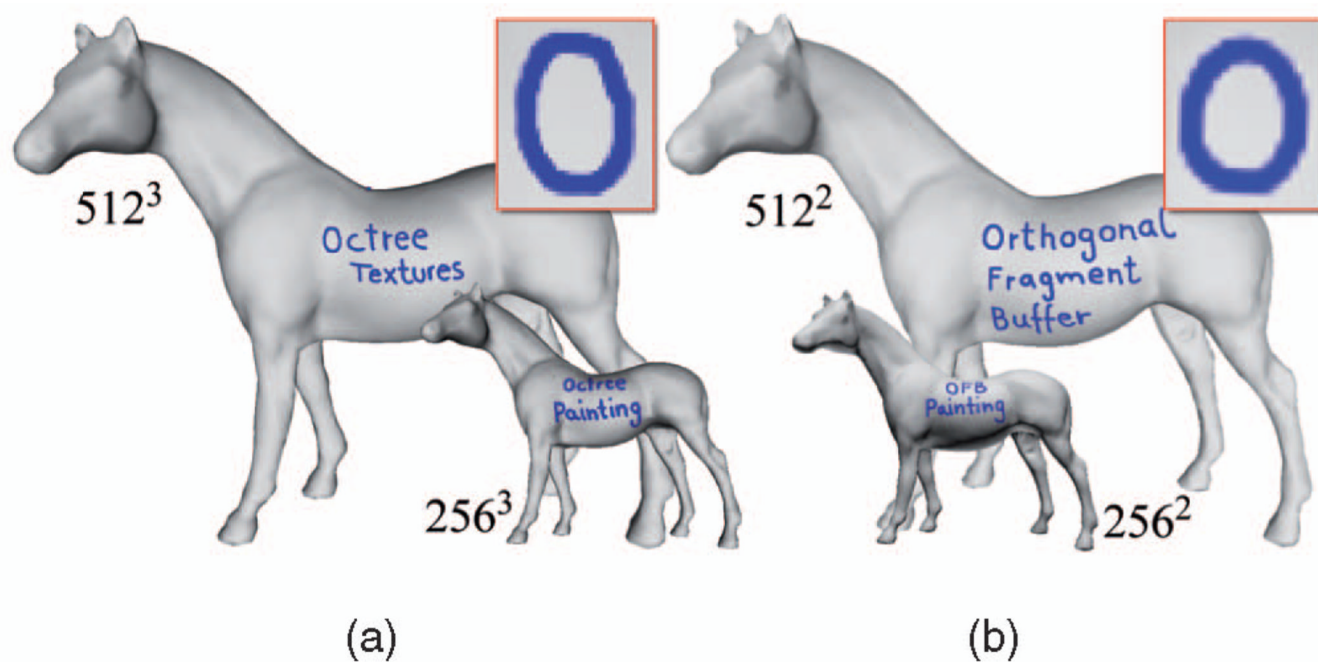 O
512³
Octree
Textures
Octree
Painting
256³
(a)
O
512²
Orthogonal
Fragment
Buffer
OFB
Painting
256²
(b)